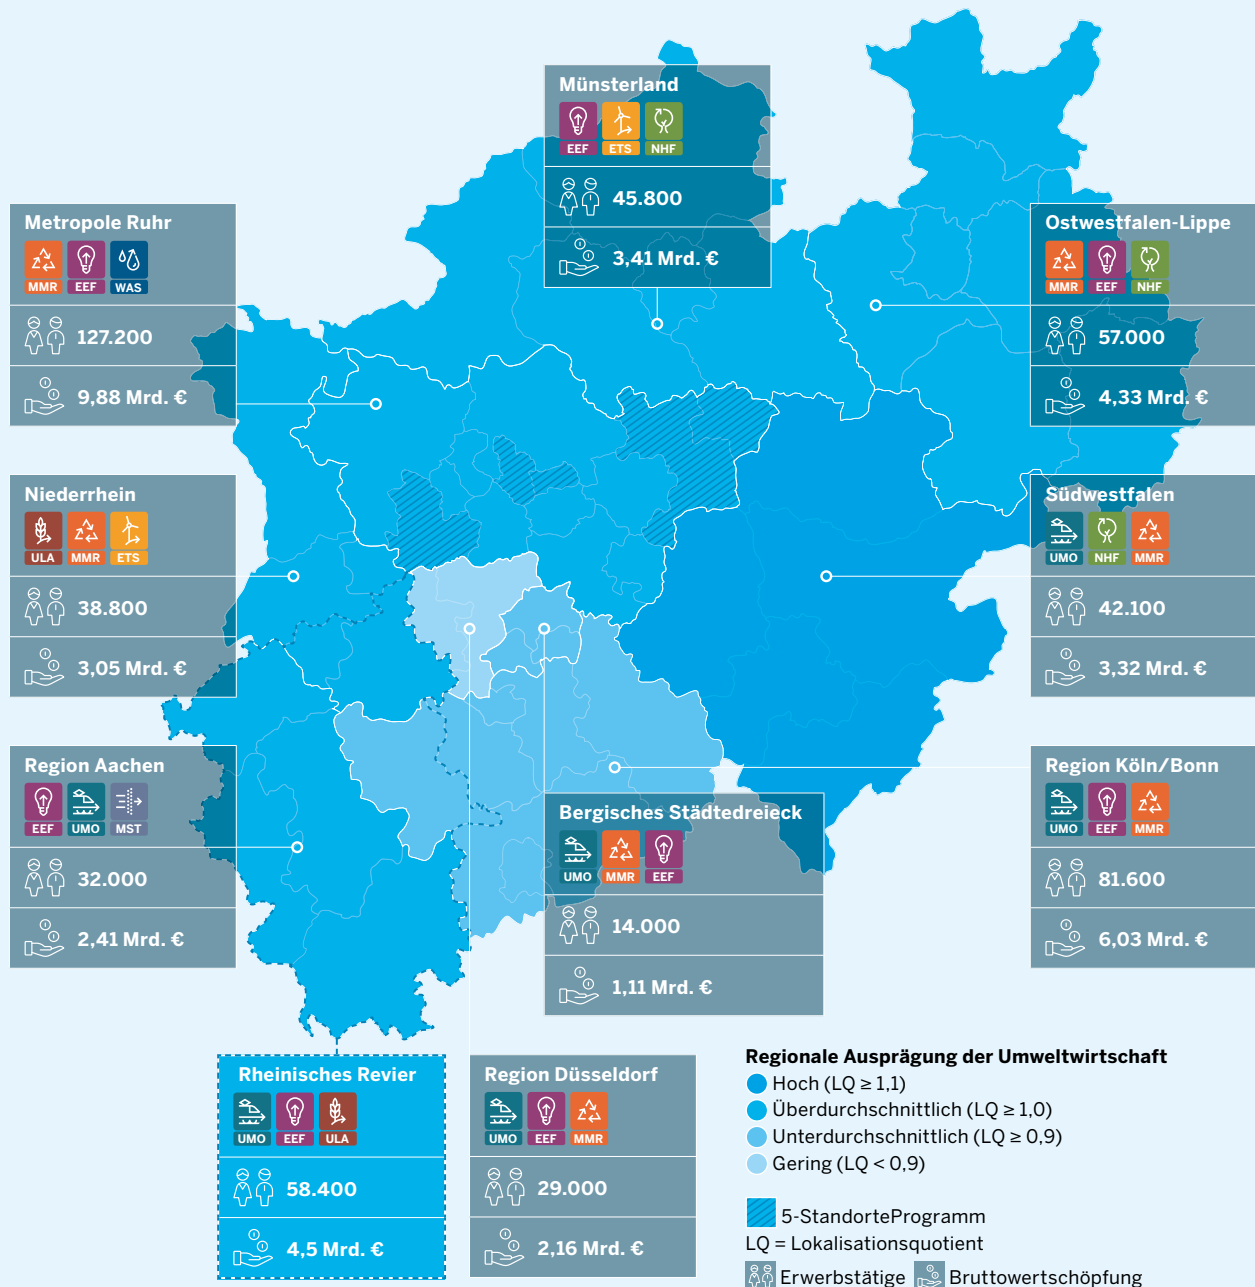 Münsterland
EEF ETS NHF
45.800
3,41 Mrd. €
Metropole Ruhr
MMR EEF WAS
127.200
9,88 Mrd. €
Ostwestfalen-Lippe
MMR EEF NHF
57.000
4,33 Mrd. €
Niederrhein
ULA MMR ETS
38.800
3,05 Mrd. €
Südwestfalen
UMO NHF MMR
42.100
3,32 Mrd. €
Region Aachen
EEF UMO MST
32.000
2,41 Mrd. €
Bergisches Städtedreieck
UMO MMR EEF
14.000
1,11 Mrd. €
Region Köln/Bonn
UMO EEF MMR
81.600
6,03 Mrd. €
Rheinisches Revier
UMO EEF ULA
58.400
4,5 Mrd. €
Region Düsseldorf
UMO EEF MMR
29.000
2,16 Mrd. €
Regionale Ausprägung der Umweltwirtschaft
Hoch (LQ ≥ 1,1)
Überdurchschnittlich (LQ ≥ 1,0)
Unterdurchschnittlich (LQ ≥ 0,9)
Gering (LQ < 0,9)
5-StandorteProgramm
LQ = Lokalisationsquotient
Erwerbstätige Bruttowertschöpfung